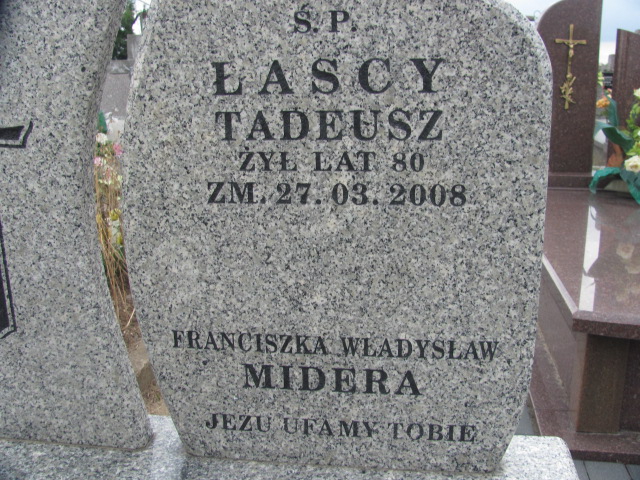 Ś.P.
ŁASCY
TADEUSZ
ŻYŁ LAT 80
ZM. 27. 03. 2008
FRANCISZKA WŁADYSŁAW
MIDERA
JEZU UFAMY TOBIE